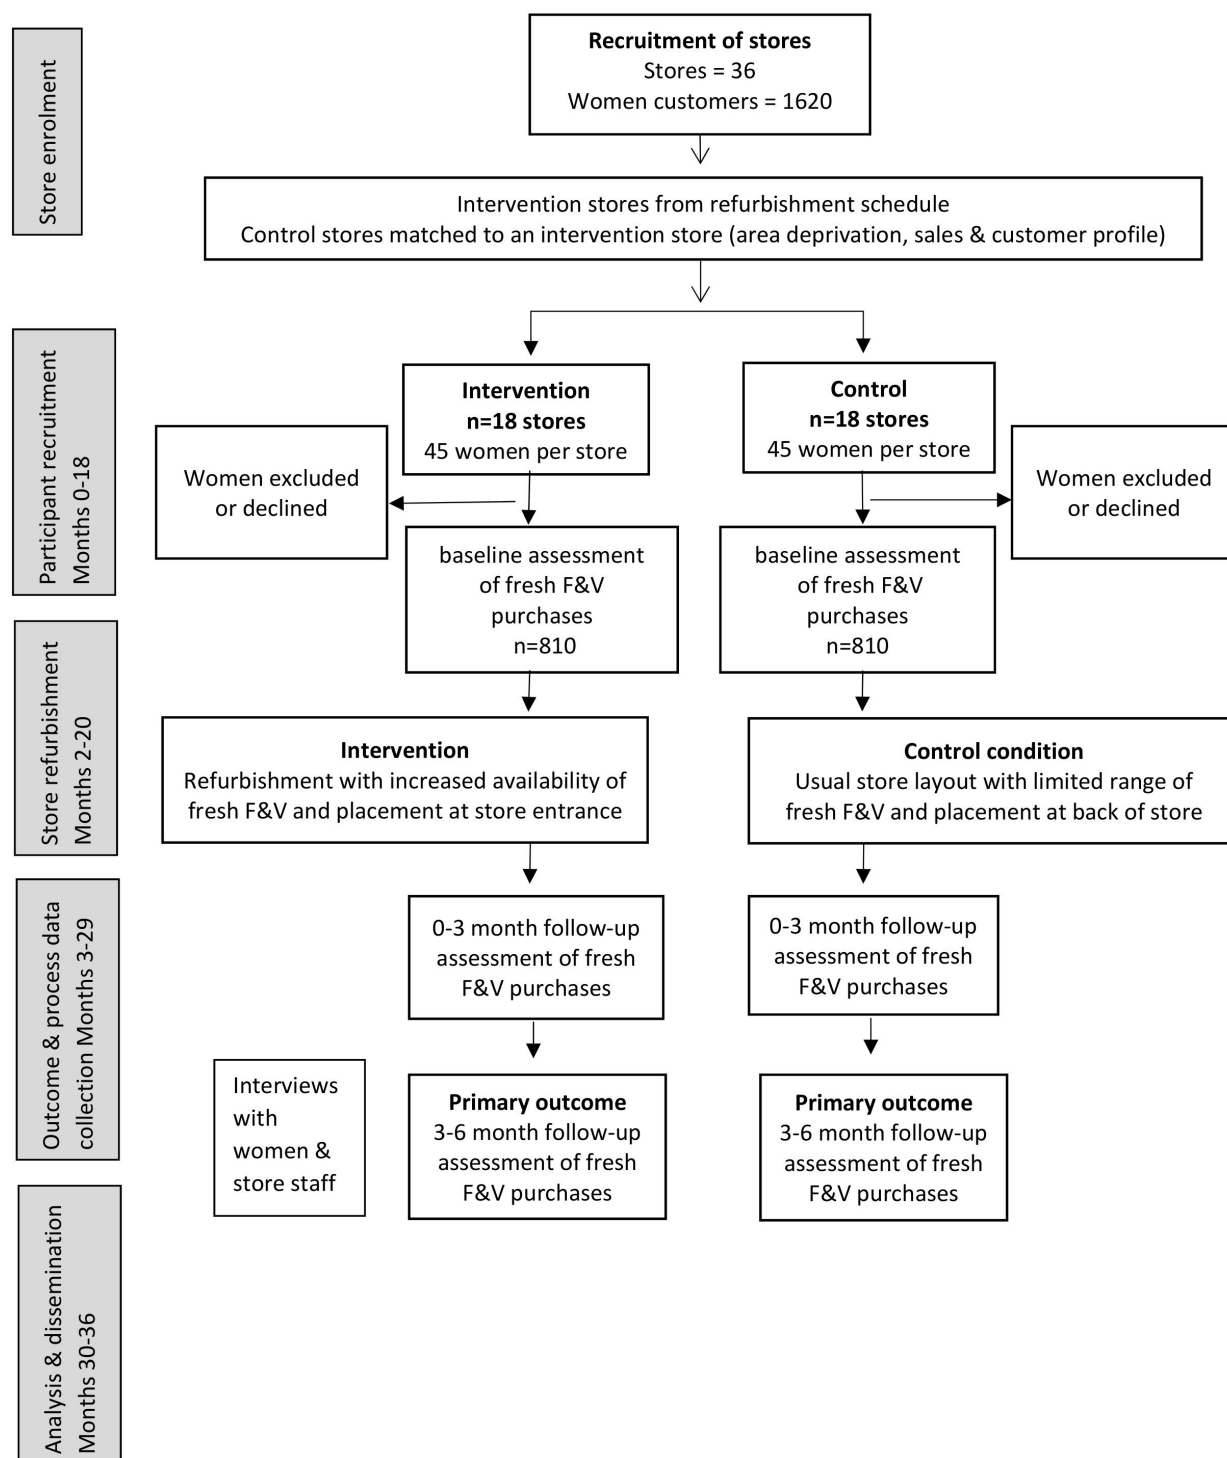 Store enrolment
Recruitment of stores
Stores = 36
Women customers = 1620
Intervention stores from refurbishment schedule
Control stores matched to an intervention store (area deprivation, sales & customer profile)
Participant recruitment
Months 0-18
Intervention
n=18 stores
45 women per store
Control
n=18 stores
45 women per store
Women excluded
or declined
Women excluded
or declined
baseline assessment
of fresh F&V
purchases
n=810
baseline assessment
of fresh F&V
purchases
n=810
Store refurbishment
Months 2-20
Intervention
Refurbishment with increased availability of
fresh F&V and placement at store entrance
Control condition
Usual store layout with limited range of
fresh F&V and placement at back of store
Outcome & process data
collection Months 3-29
0-3 month follow-up
assessment of fresh
F&V purchases
0-3 month follow-up
assessment of fresh
F&V purchases
Interviews
with
women &
store staff
Primary outcome
3-6 month follow-up
assessment of fresh
F&V purchases
Primary outcome
3-6 month follow-up
assessment of fresh
F&V purchases
Analysis & dissemination
Months 30-36